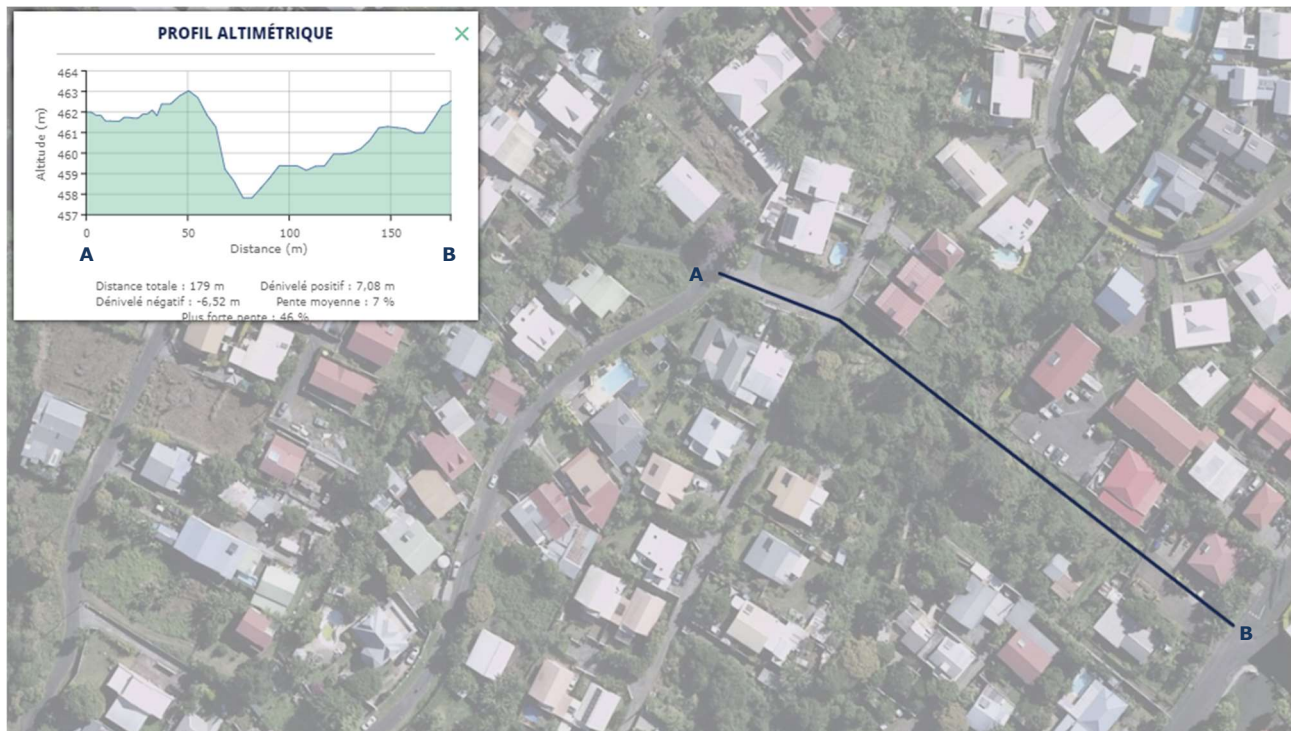 PROFIL ALTIMÉTRIQUE
×
464
463
462
461
460
459
458
457
Altitude (m)
0 50 100 150
Distance (m)
A B
Distance totale : 179 m Dénivelé positif : 7,08 m
Dénivelé négatif : -6,52 m Pente moyenne : 7 %
Plus forte pente : 46 %
A
B